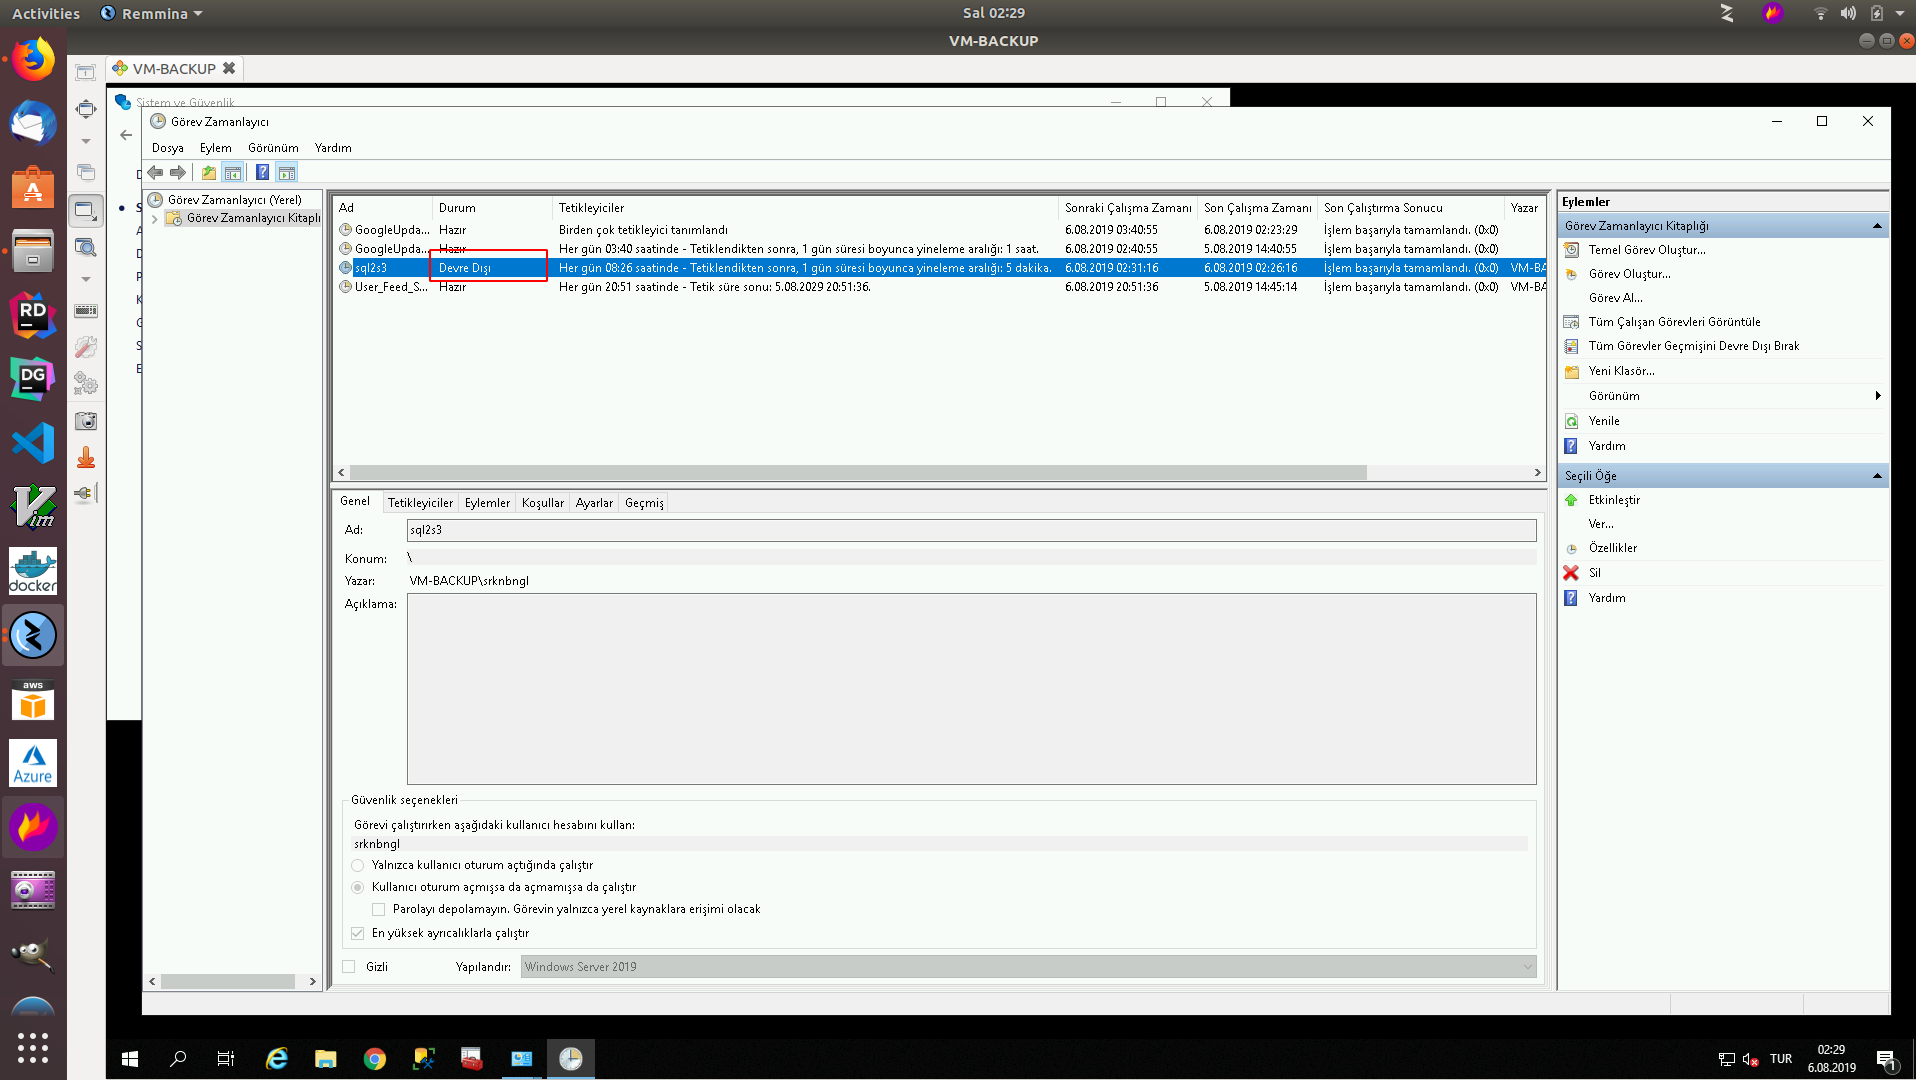 Activities
Remmina
Sal 02:29
VM-BACKUP
VM-BACKUP
Sistem ve Güvenlik
Görev Zamanlayıcı
Dosya Eylem Görünüm Yardım
Görev Zamanlayıcı (Yerel)
Görev Zamanlayıcı Kitaplı
Ad Durum Tetikleyiciler Sonraki Çalışma Zamanı Son Çalışma Zamanı Son Çalıştırma Sonucu Yazar
GoogleUpda... Hazır Birden çok tetikleyici tanımlandı 6.08.2019 03:40:55 6.08.2019 02:23:29 İşlem başarıyla tamamlandı. (0x0)
GoogleUpda... Hazır Her gün 03:40 saatinde - Tetiklendikten sonra, 1 gün süresi boyunca yineleme aralığı: 1 saat. 6.08.2019 02:40:55 5.08.2019 14:40:55 İşlem başarıyla tamamlandı. (0x0)
sql2s3 Devre Dışı Her gün 08:26 saatinde - Tetiklendikten sonra, 1 gün süresi boyunca yineleme aralığı: 5 dakika. 6.08.2019 02:31:16 6.08.2019 02:26:16 İşlem başarıyla tamamlandı. (0x0) VM-BA
User_Feed_S... Hazır Her gün 20:51 saatinde - Tetik süre sonu: 5.08.2029 20:51:36. 6.08.2019 20:51:36 5.08.2019 14:45:14 İşlem başarıyla tamamlandı. (0x0) VM-BA
Genel Tetikleyiciler Eylemler Koşullar Ayarlar Geçmiş
Ad: sql2s3
Konum: \
Yazar: VM-BACKUP\srknbngl
Açıklama:
Güvenlik seçenekleri
Görevi çalıştırırken aşağıdaki kullanıcı hesabını kullan:
srknbngl
Yalnızca kullanıcı oturum açtığında çalıştır
Kullanıcı oturum açmışsa da açmamışsa da çalıştır
Parolayı depolamayın. Görevin yalnızca yerel kaynaklara erişimi olacak
En yüksek ayrıcalıklarla çalıştır
Gizli Yapılandır: Windows Server 2019
Eylemler
Görev Zamanlayıcı Kitaplığı
Temel Görev Oluştur...
Görev Oluştur...
Görev Al...
Tüm Çalışan Görevleri Görüntüle
Tüm Görevler Geçmişini Devre Dışı Bırak
Yeni Klasör...
Görünüm
Yenile
Yardım
Seçili Öğe
Etkinleştir
Ver...
Özellikler
Sil
Yardım
RD
DG
VIm
docker
aws
Azure
TUR
02:29
6.08.2019
1